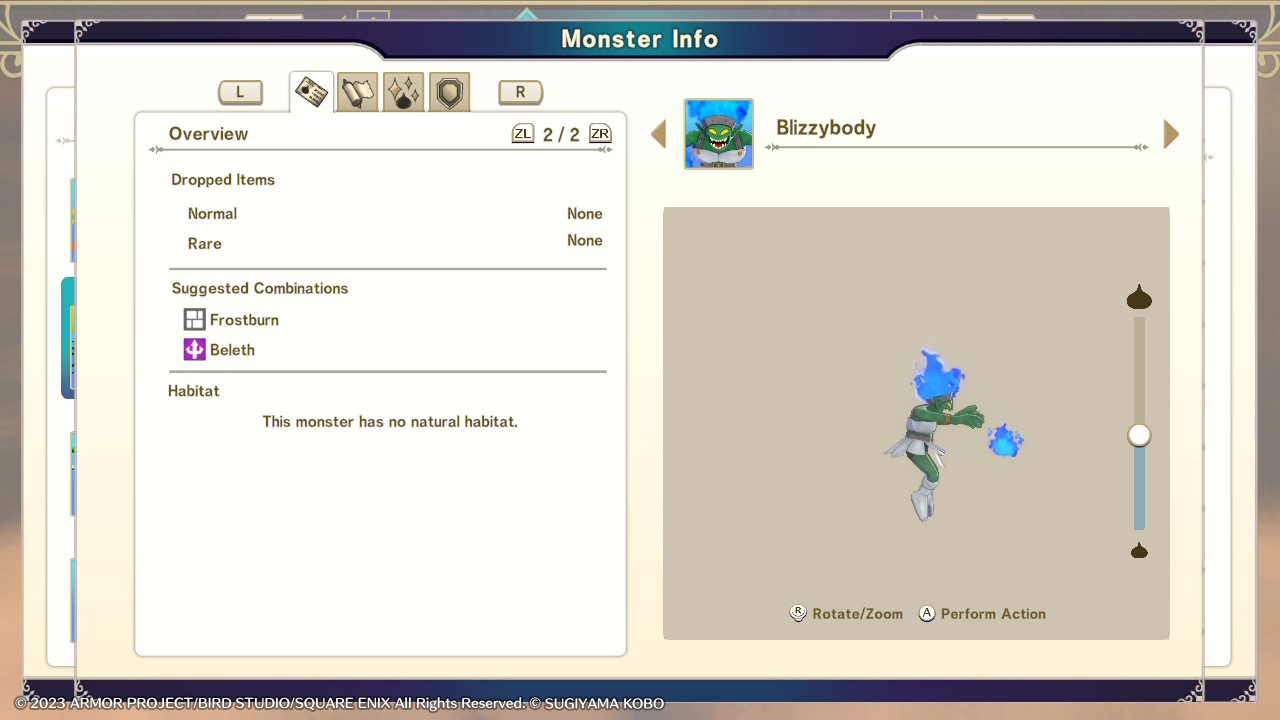 Monster Info
L
R
Overview
ZL 2 / 2 ZR
Dropped Items
Normal None
Rare None
Suggested Combinations
Frostburn
Beleth
Habitat
This monster has no natural habitat.
Blizzybody
R Rotate/Zoom A Perform Action
© 2023 ARMOR PROJECT/BIRD STUDIO/SQUARE ENIX All Rights Reserved. © SUGIYAMA KOBO